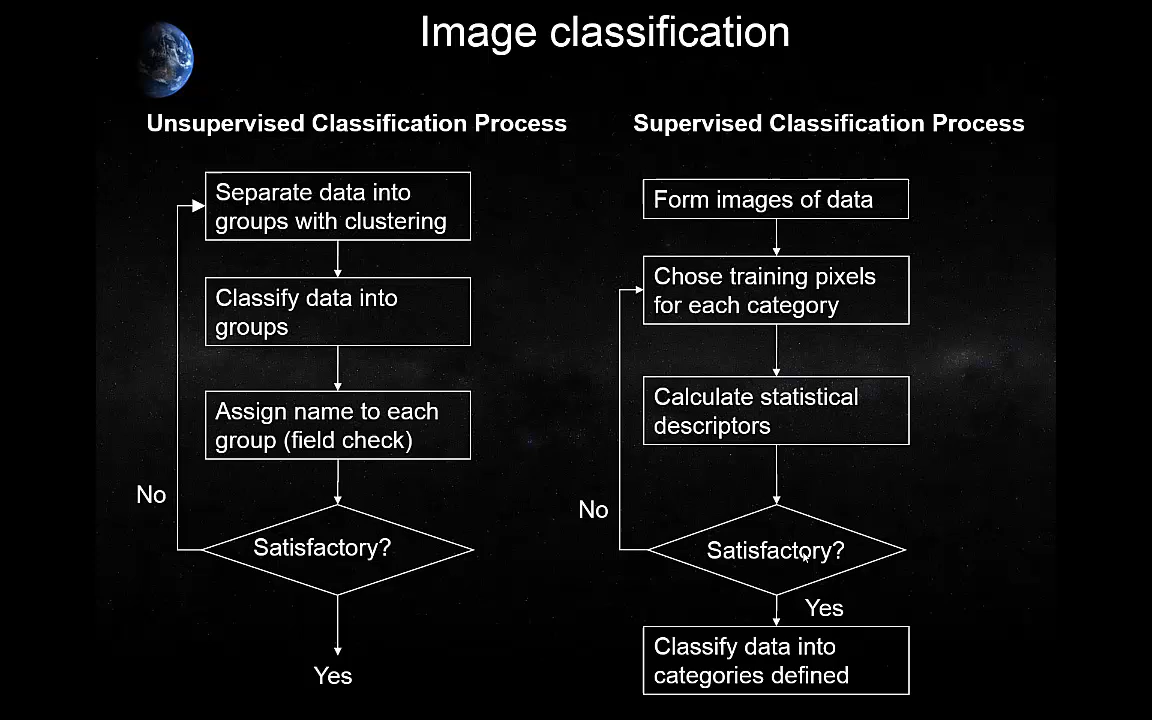 Image classification
Unsupervised Classification Process
Separate data into
groups with clustering
Classify data into
groups
Assign name to each
group (field check)
No
Satisfactory?
Yes
Supervised Classification Process
Form images of data
Chose training pixels
for each category
Calculate statistical
descriptors
No
Satisfactory?
Yes
Classify data into
categories defined